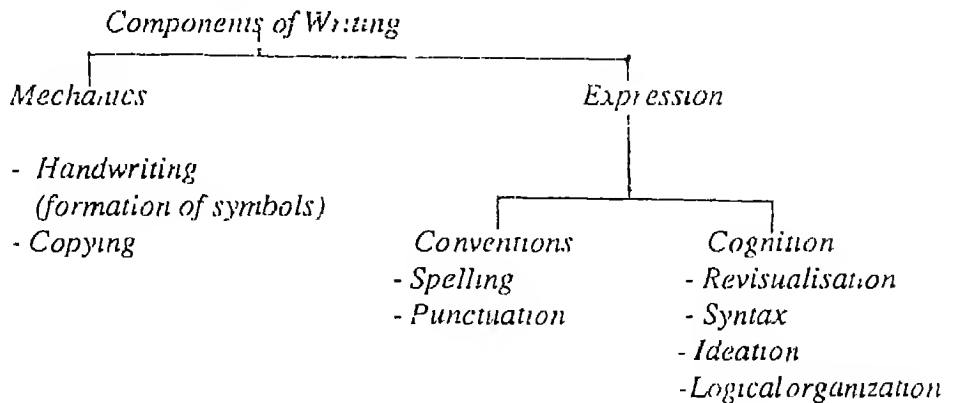 Components of Writing
Mechanics Expression
- Handwriting
(formation of symbols)
- Copying Conventions Cognition
- Spelling - Revisualisation
- Punctuation - Syntax
- Ideation
-Logical organization